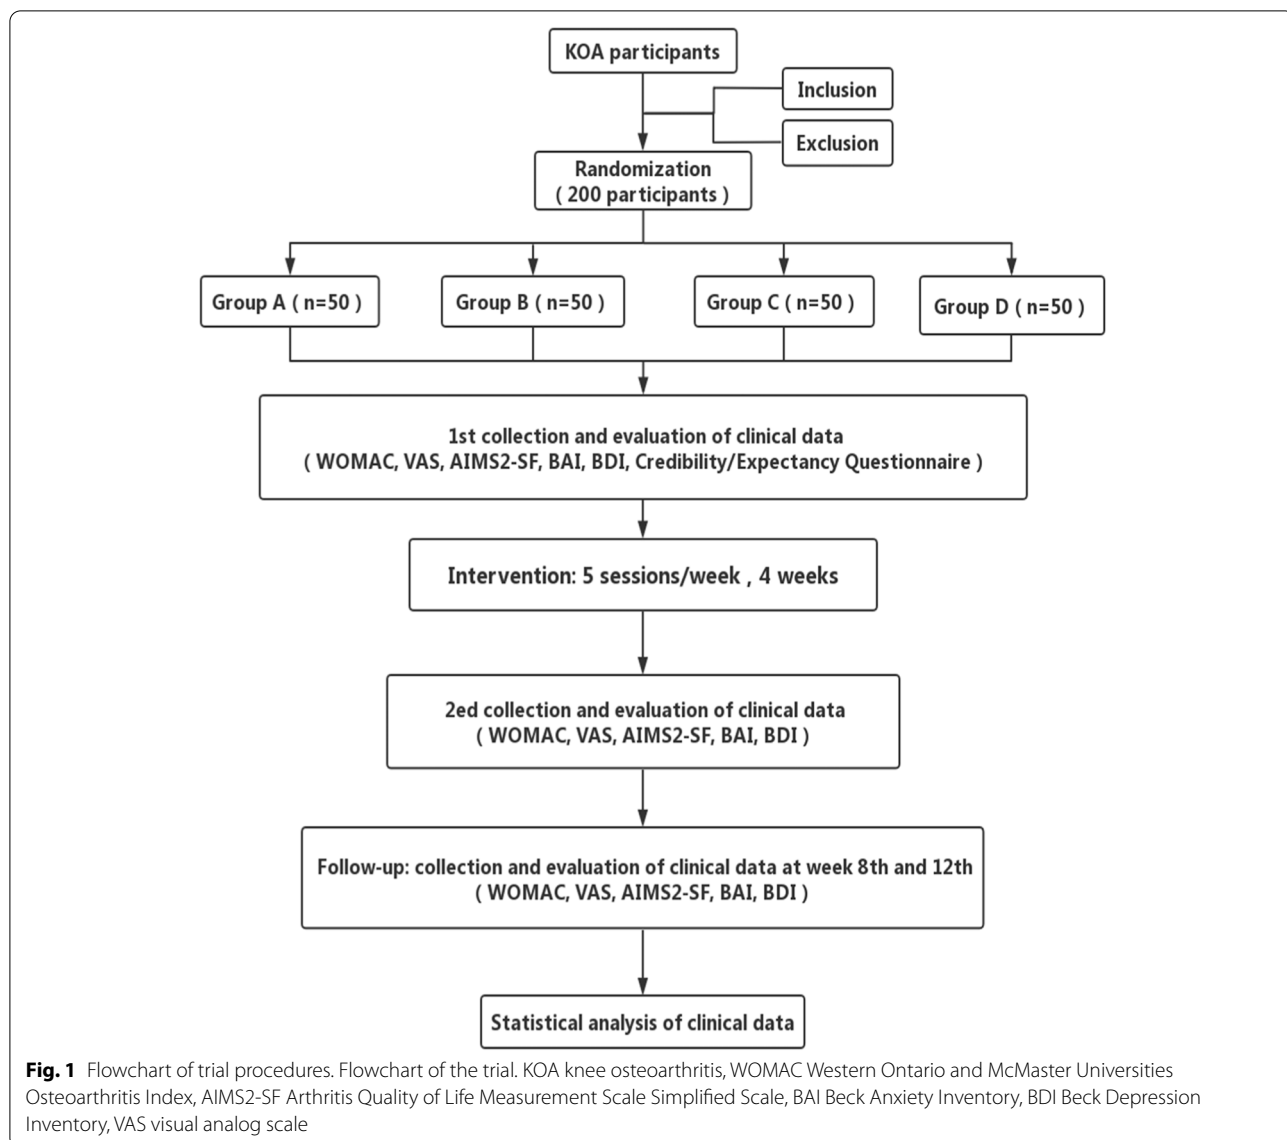 KOA participants
Inclusion
Exclusion
Randomization
( 200 participants )
Group A ( n=50 )
Group B ( n=50 )
Group C ( n=50 )
Group D ( n=50 )
1st collection and evaluation of clinical data
( WOMAC, VAS, AIMS2-SF, BAI, BDI, Credibility/Expectancy Questionnaire )
Intervention: 5 sessions/week , 4 weeks
2ed collection and evaluation of clinical data
( WOMAC, VAS, AIMS2-SF, BAI, BDI )
Follow-up: collection and evaluation of clinical data at week 8th and 12th
( WOMAC, VAS, AIMS2-SF, BAI, BDI )
Statistical analysis of clinical data
Fig. 1 Flowchart of trial procedures. Flowchart of the trial. KOA knee osteoarthritis, WOMAC Western Ontario and McMaster Universities
Osteoarthritis Index, AIMS2-SF Arthritis Quality of Life Measurement Scale Simplified Scale, BAI Beck Anxiety Inventory, BDI Beck Depression
Inventory, VAS visual analog scale